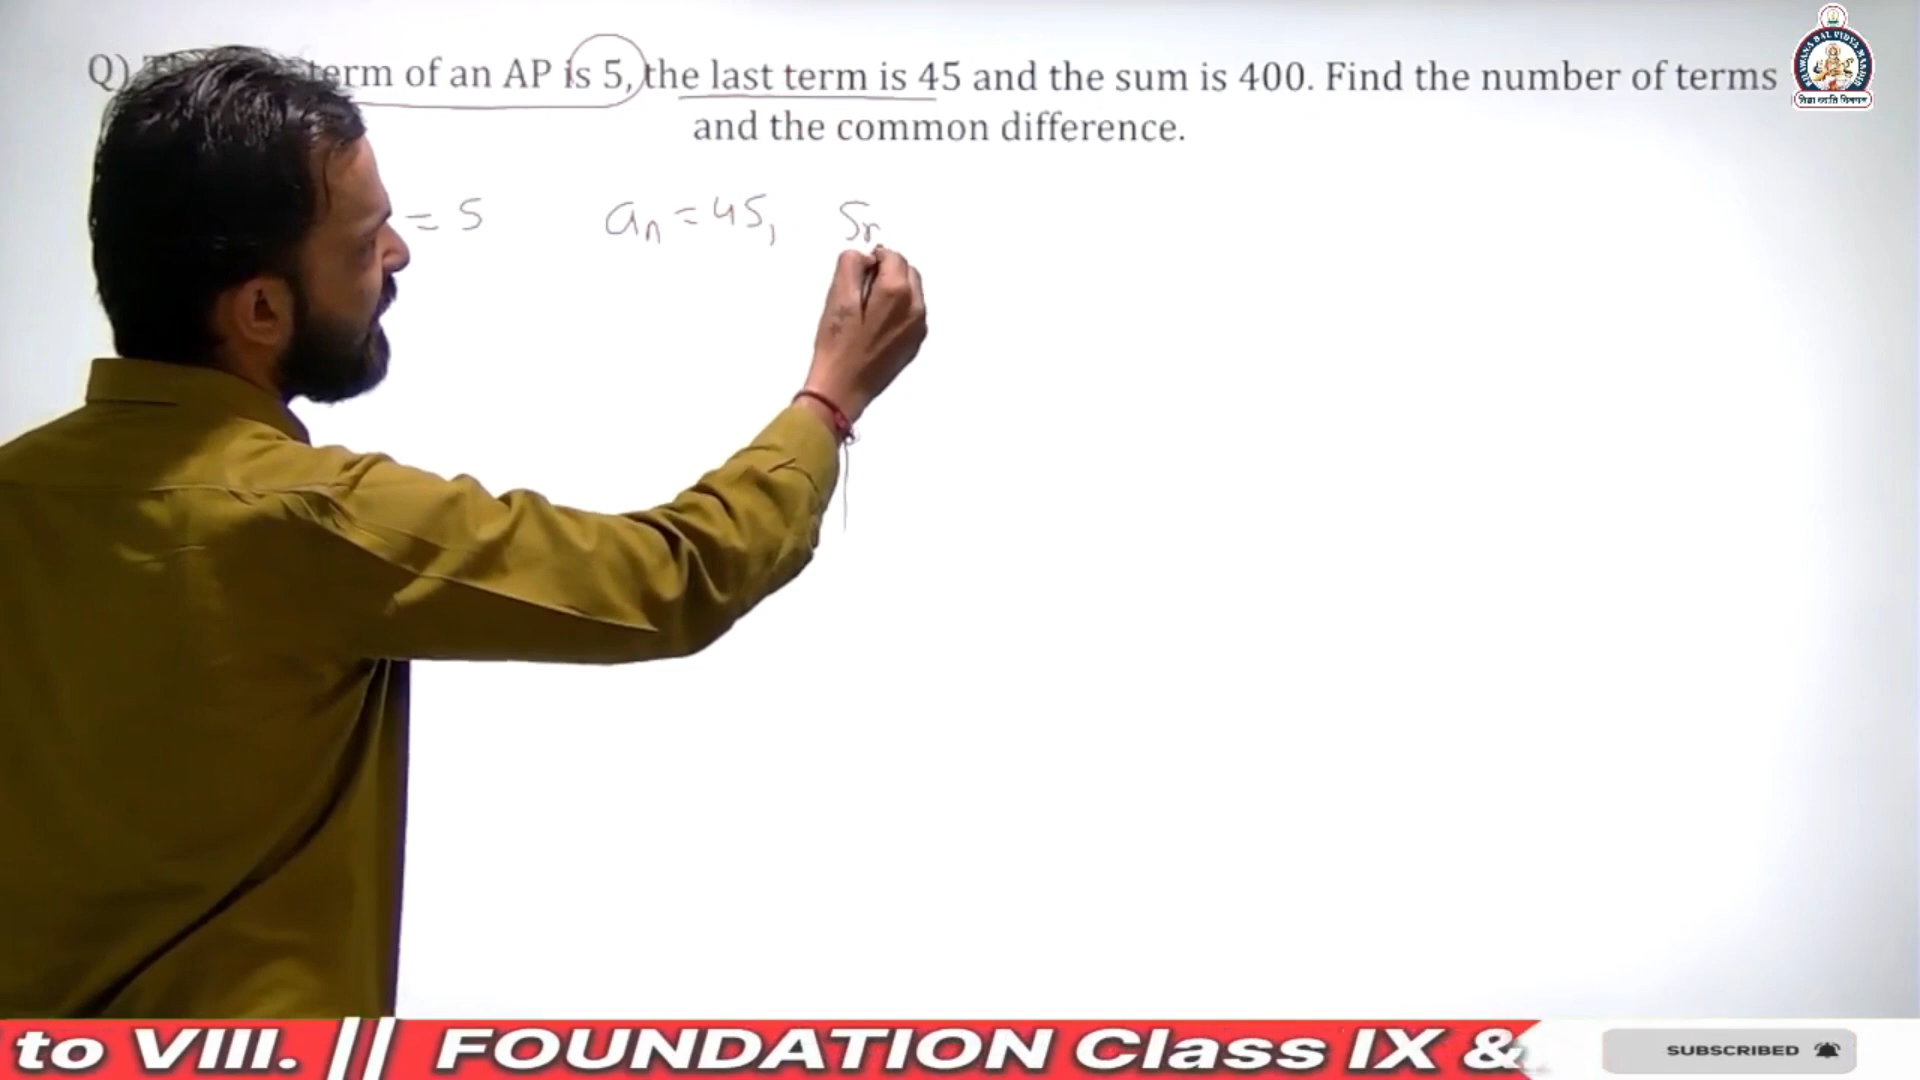 Q) term of an AP is 5, the last term is 45 and the sum is 400. Find the number of terms
and the common difference.
= 5 aₙ = 45, S
विद्या शक्ति
to VIII. || FOUNDATION Class IX &
SUBSCRIBED